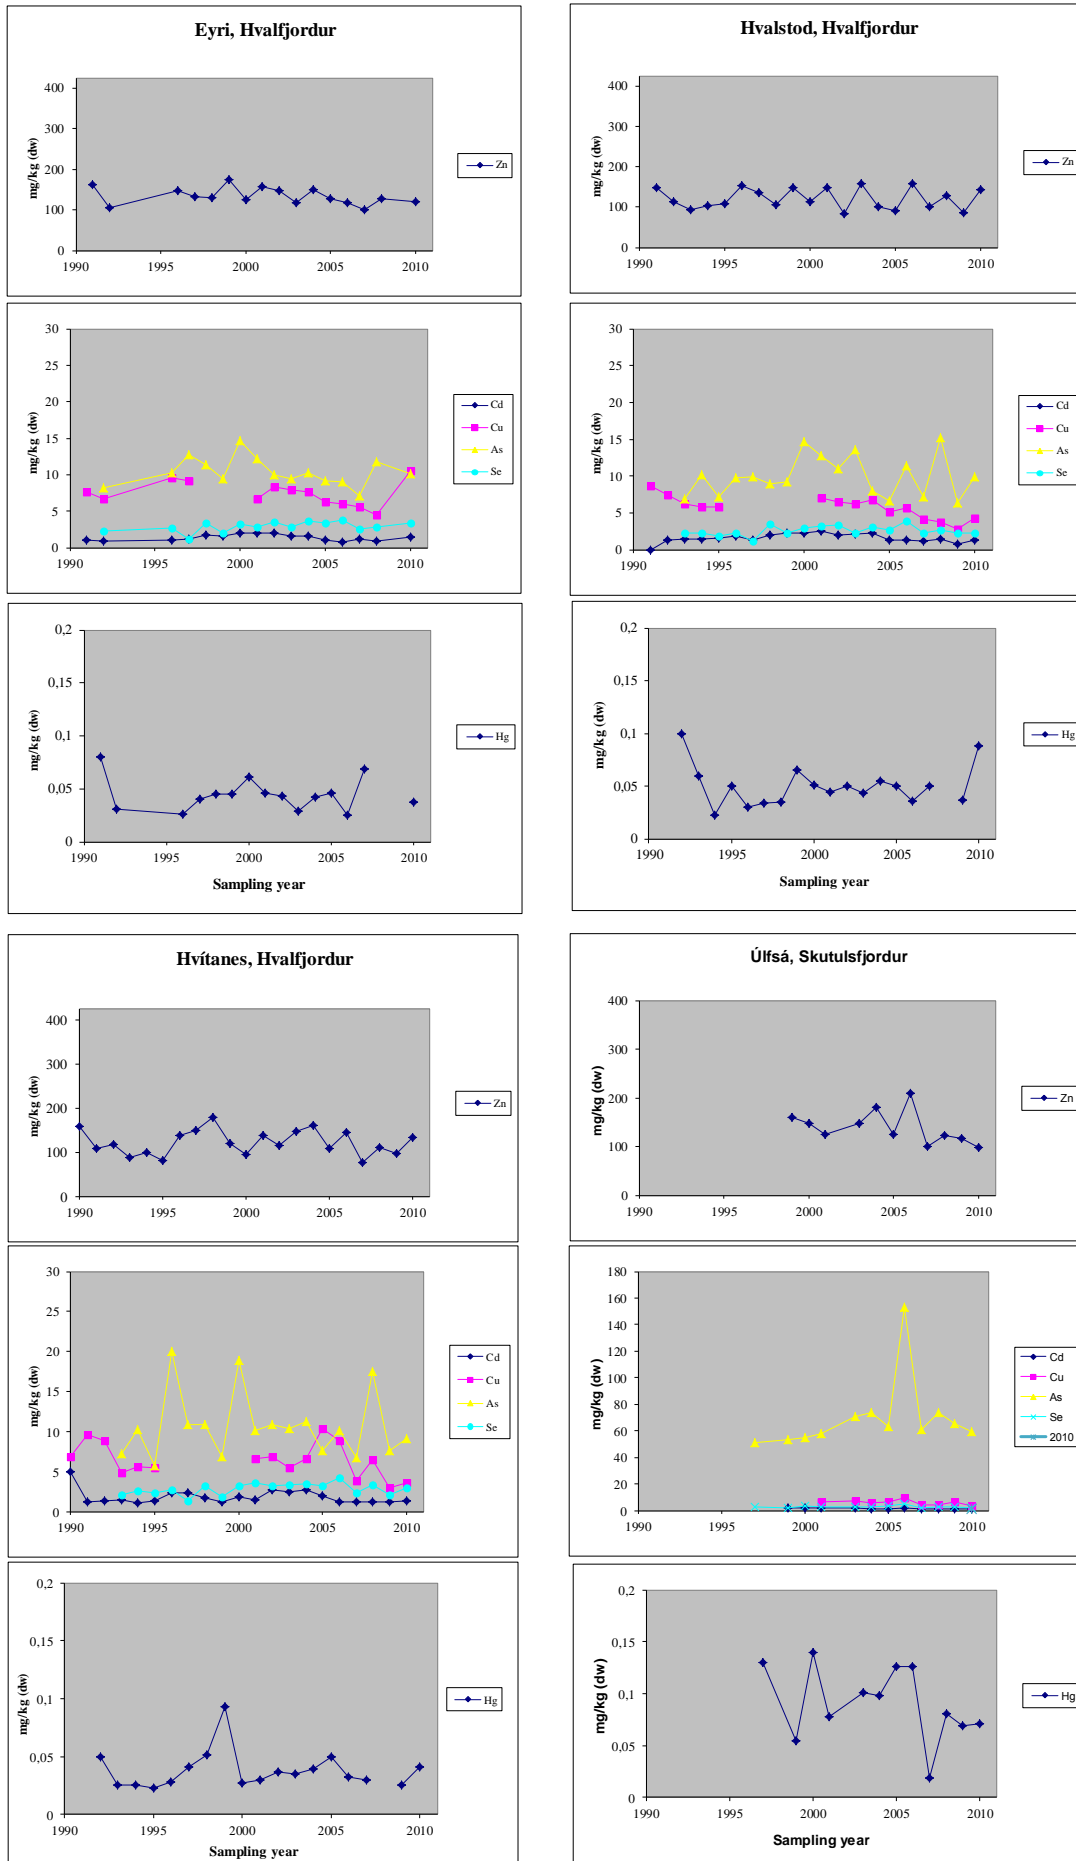 Eyri, Hvalfjordur
mg/kg (dw)
400
300
200
100
0
1990 1995 2000 2005 2010
Zn
mg/kg (dw)
30
25
20
15
10
5
0
1990 1995 2000 2005 2010
Cd
Cu
As
Se
mg/kg (dw)
0,2
0,15
0,1
0,05
0
1990 1995 2000 2005 2010
Sampling year
Hg
Hvalstod, Hvalfjordur
mg/kg (dw)
400
300
200
100
0
1990 1995 2000 2005 2010
Zn
mg/kg (dw)
30
25
20
15
10
5
0
1990 1995 2000 2005 2010
Cd
Cu
As
Se
mg/kg (dw)
0,2
0,15
0,1
0,05
0
1990 1995 2000 2005 2010
Sampling year
Hg
Hvítanes, Hvalfjordur
mg/kg (dw)
400
300
200
100
0
1990 1995 2000 2005 2010
Zn
mg/kg (dw)
30
25
20
15
10
5
0
1990 1995 2000 2005 2010
Cd
Cu
As
Se
mg/kg (dw)
0,2
0,15
0,1
0,05
0
1990 1995 2000 2005 2010
Sampling year
Hg
Úlfsá, Skutulsfjordur
mg/kg (dw)
400
300
200
100
0
1990 1995 2000 2005 2010
Zn
mg/kg (dw)
180
160
140
120
100
80
60
40
20
0
1990 1995 2000 2005 2010
Cd
Cu
As
Se
2010
mg/kg (dw)
0,2
0,15
0,1
0,05
0
1990 1995 2000 2005 2010
Sampling year
Hg